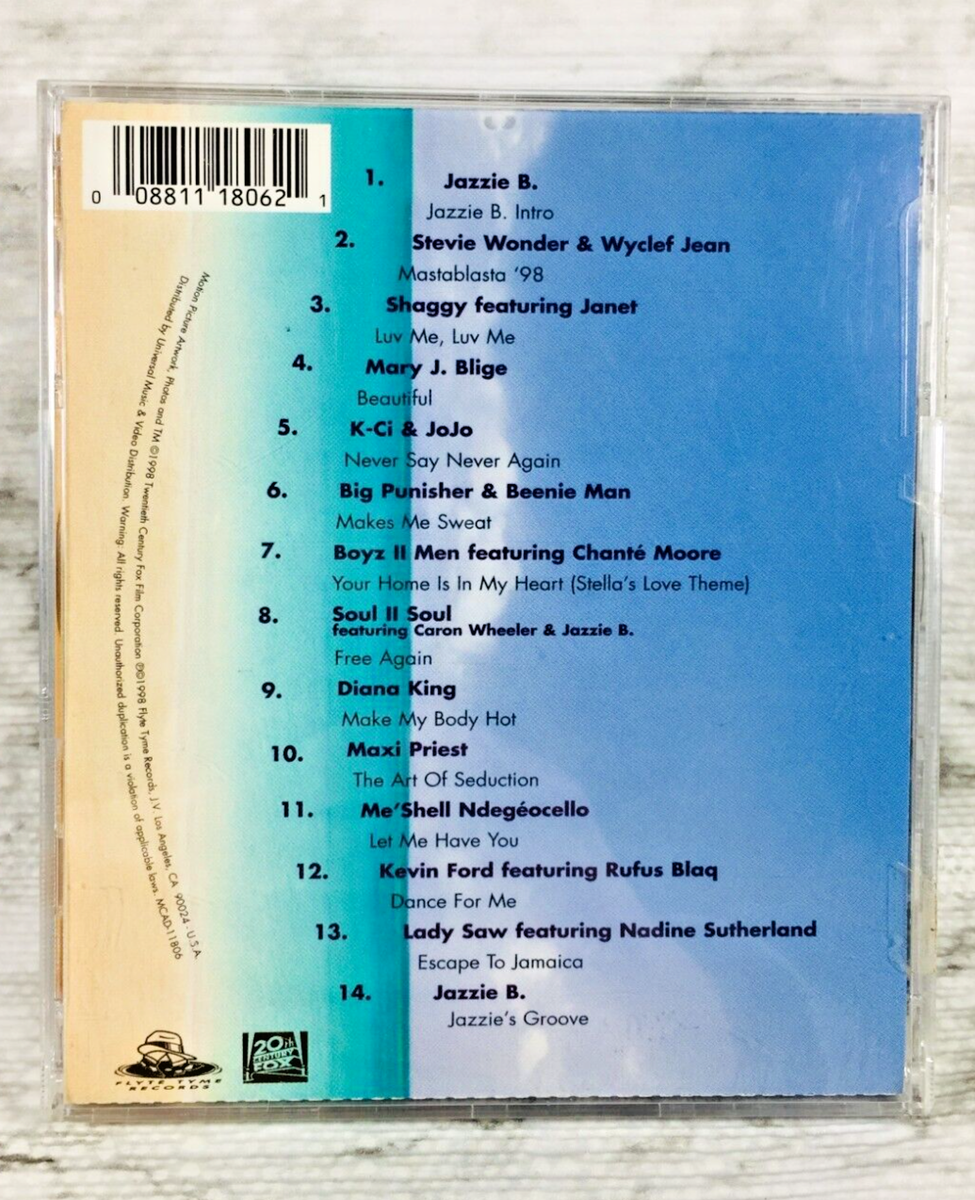 0 08811 18062 1
1. Jazzie B.
Jazzie B. Intro
2. Stevie Wonder & Wyclef Jean
Mastablasta ‘98
3. Shaggy featuring Janet
Luv Me, Luv Me
4. Mary J. Blige
Beautiful
5. K-Ci & JoJo
Never Say Never Again
6. Big Punisher & Beenie Man
Makes Me Sweat
7. Boyz II Men featuring Chanté Moore
Your Home Is In My Heart (Stella’s Love Theme)
8. Soul II Soul
featuring Caron Wheeler & Jazzie B.
Free Again
9. Diana King
Make My Body Hot
10. Maxi Priest
The Art Of Seduction
11. Me’Shell Ndegéocello
Let Me Have You
12. Kevin Ford featuring Rufus Blaq
Dance For Me
13. Lady Saw featuring Nadine Sutherland
Escape To Jamaica
14. Jazzie B.
Jazzie’s Groove
Motion Picture Artwork, Photos and TM ©1998 Twentieth Century Fox Film Corporation ℗©1998 Flyte Tyme Records, J.V. Los Angeles, CA 90024 - U.S.A.
Distributed by Universal Music & Video Distribution. Warning: All rights reserved. Unauthorized duplication is a violation of applicable laws. MCAD-11806
FLYTE TYME
RECORDS
20th
CENTURY
FOX